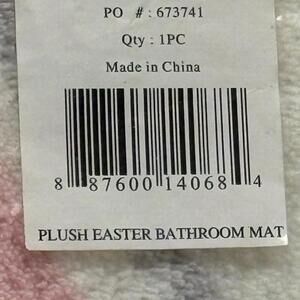 PO # : 673741
Qty : 1PC
Made in China
8 87600 14068 4
PLUSH EASTER BATHROOM MAT